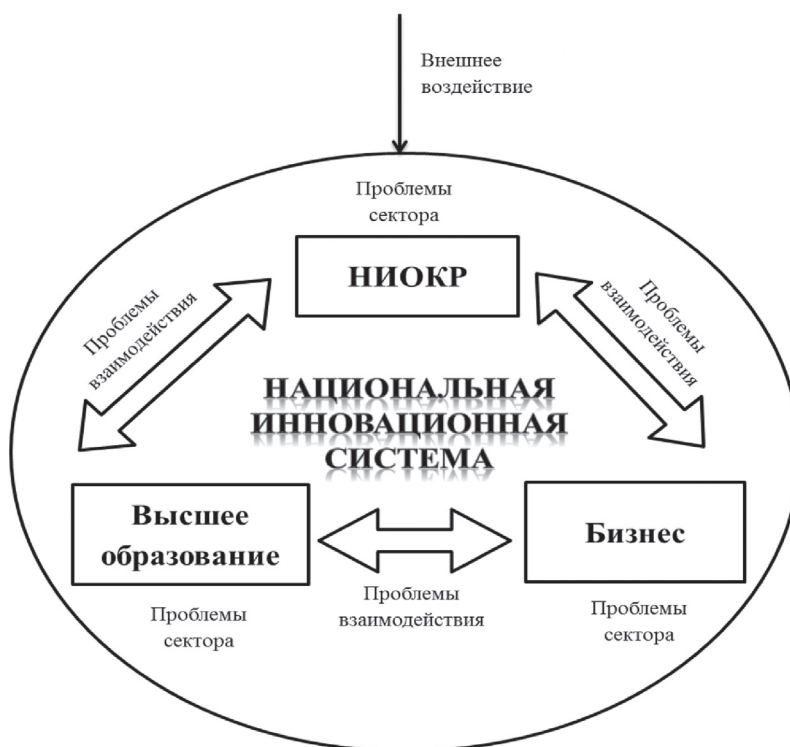 Внешнее
воздействие
Проблемы
сектора
НИОКР
Проблемы
взаимодействия
Проблемы
взаимодействия
НАЦИОНАЛЬНАЯ
ИННОВАЦИОННАЯ
СИСТЕМА
Высшее
образование
Бизнес
Проблемы
взаимодействия
Проблемы
сектора
Проблемы
сектора